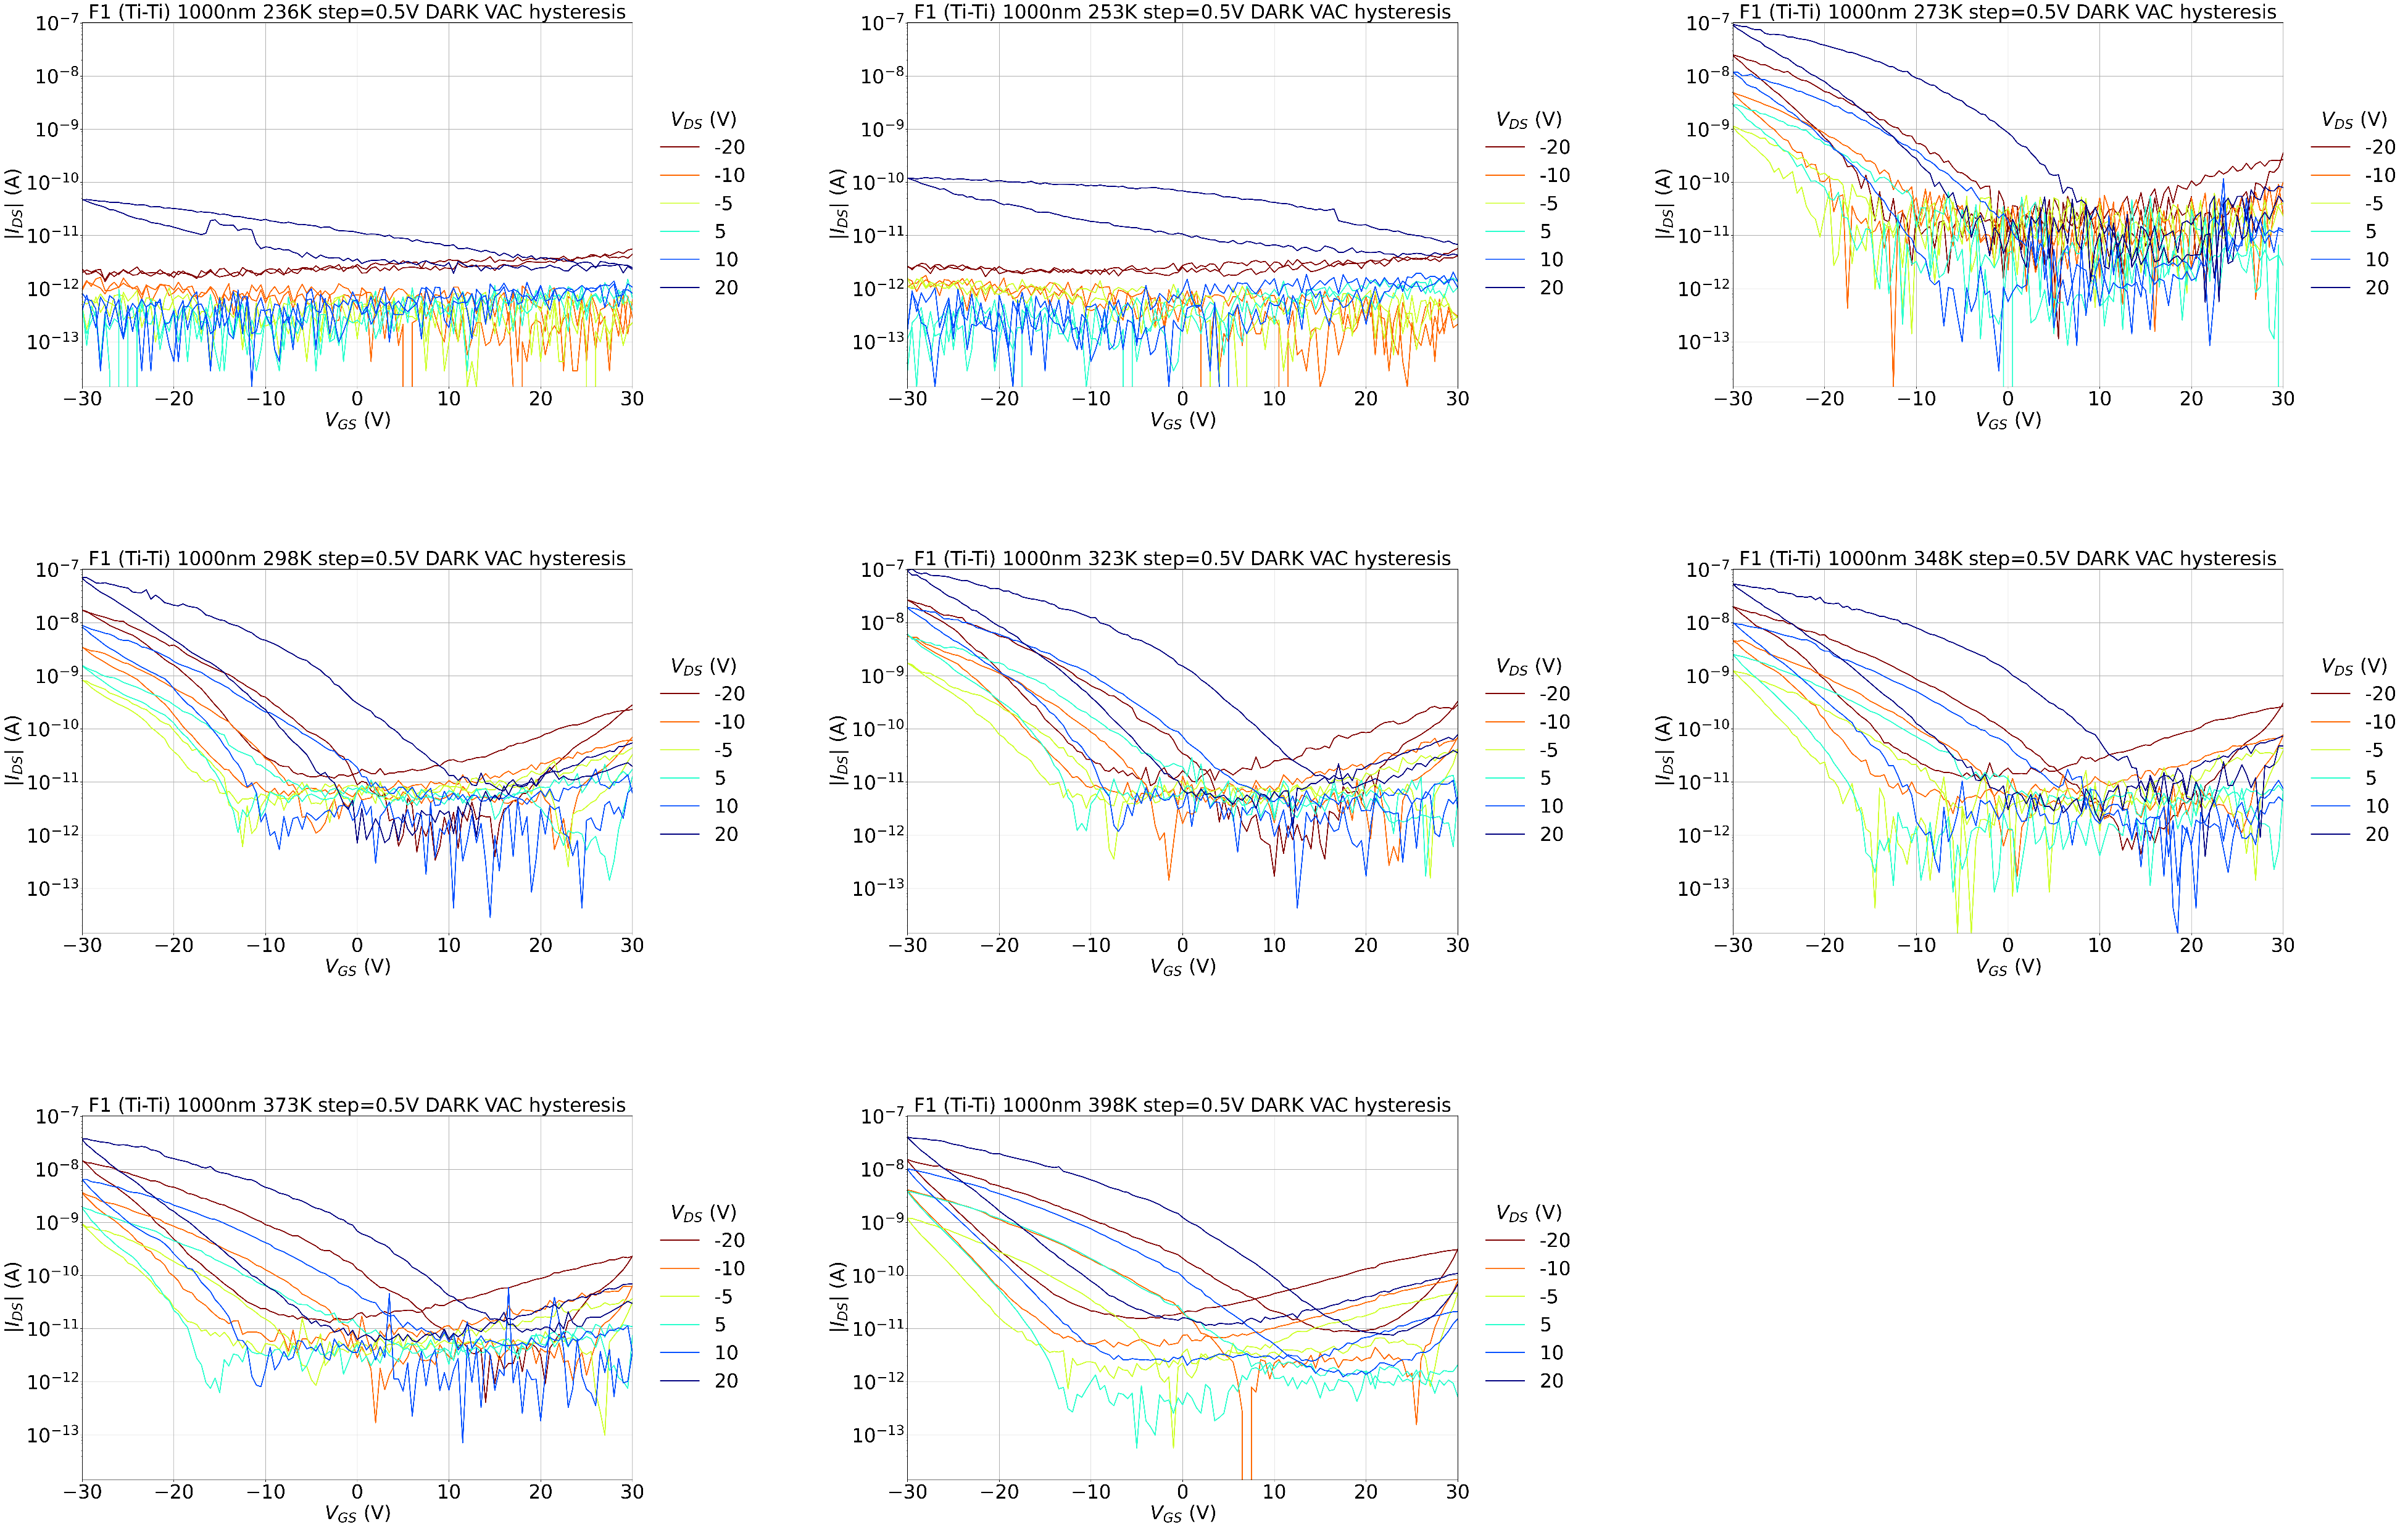 F1 (Ti-Ti) 1000nm 236K step=0.5V DARK VAC hysteresis
|I_DS| (A)
10^−7
10^−8
10^−9
10^−10
10^−11
10^−12
10^−13
−30 −20 −10 0 10 20 30
V_GS (V)
V_DS (V)
-20
-10
-5
5
10
20
F1 (Ti-Ti) 1000nm 253K step=0.5V DARK VAC hysteresis
|I_DS| (A)
10^−7
10^−8
10^−9
10^−10
10^−11
10^−12
10^−13
−30 −20 −10 0 10 20 30
V_GS (V)
V_DS (V)
-20
-10
-5
5
10
20
F1 (Ti-Ti) 1000nm 273K step=0.5V DARK VAC hysteresis
|I_DS| (A)
10^−7
10^−8
10^−9
10^−10
10^−11
10^−12
10^−13
−30 −20 −10 0 10 20 30
V_GS (V)
V_DS (V)
-20
-10
-5
5
10
20
F1 (Ti-Ti) 1000nm 298K step=0.5V DARK VAC hysteresis
|I_DS| (A)
10^−7
10^−8
10^−9
10^−10
10^−11
10^−12
10^−13
−30 −20 −10 0 10 20 30
V_GS (V)
V_DS (V)
-20
-10
-5
5
10
20
F1 (Ti-Ti) 1000nm 323K step=0.5V DARK VAC hysteresis
|I_DS| (A)
10^−7
10^−8
10^−9
10^−10
10^−11
10^−12
10^−13
−30 −20 −10 0 10 20 30
V_GS (V)
V_DS (V)
-20
-10
-5
5
10
20
F1 (Ti-Ti) 1000nm 348K step=0.5V DARK VAC hysteresis
|I_DS| (A)
10^−7
10^−8
10^−9
10^−10
10^−11
10^−12
10^−13
−30 −20 −10 0 10 20 30
V_GS (V)
V_DS (V)
-20
-10
-5
5
10
20
F1 (Ti-Ti) 1000nm 373K step=0.5V DARK VAC hysteresis
|I_DS| (A)
10^−7
10^−8
10^−9
10^−10
10^−11
10^−12
10^−13
−30 −20 −10 0 10 20 30
V_GS (V)
V_DS (V)
-20
-10
-5
5
10
20
F1 (Ti-Ti) 1000nm 398K step=0.5V DARK VAC hysteresis
|I_DS| (A)
10^−7
10^−8
10^−9
10^−10
10^−11
10^−12
10^−13
−30 −20 −10 0 10 20 30
V_GS (V)
V_DS (V)
-20
-10
-5
5
10
20